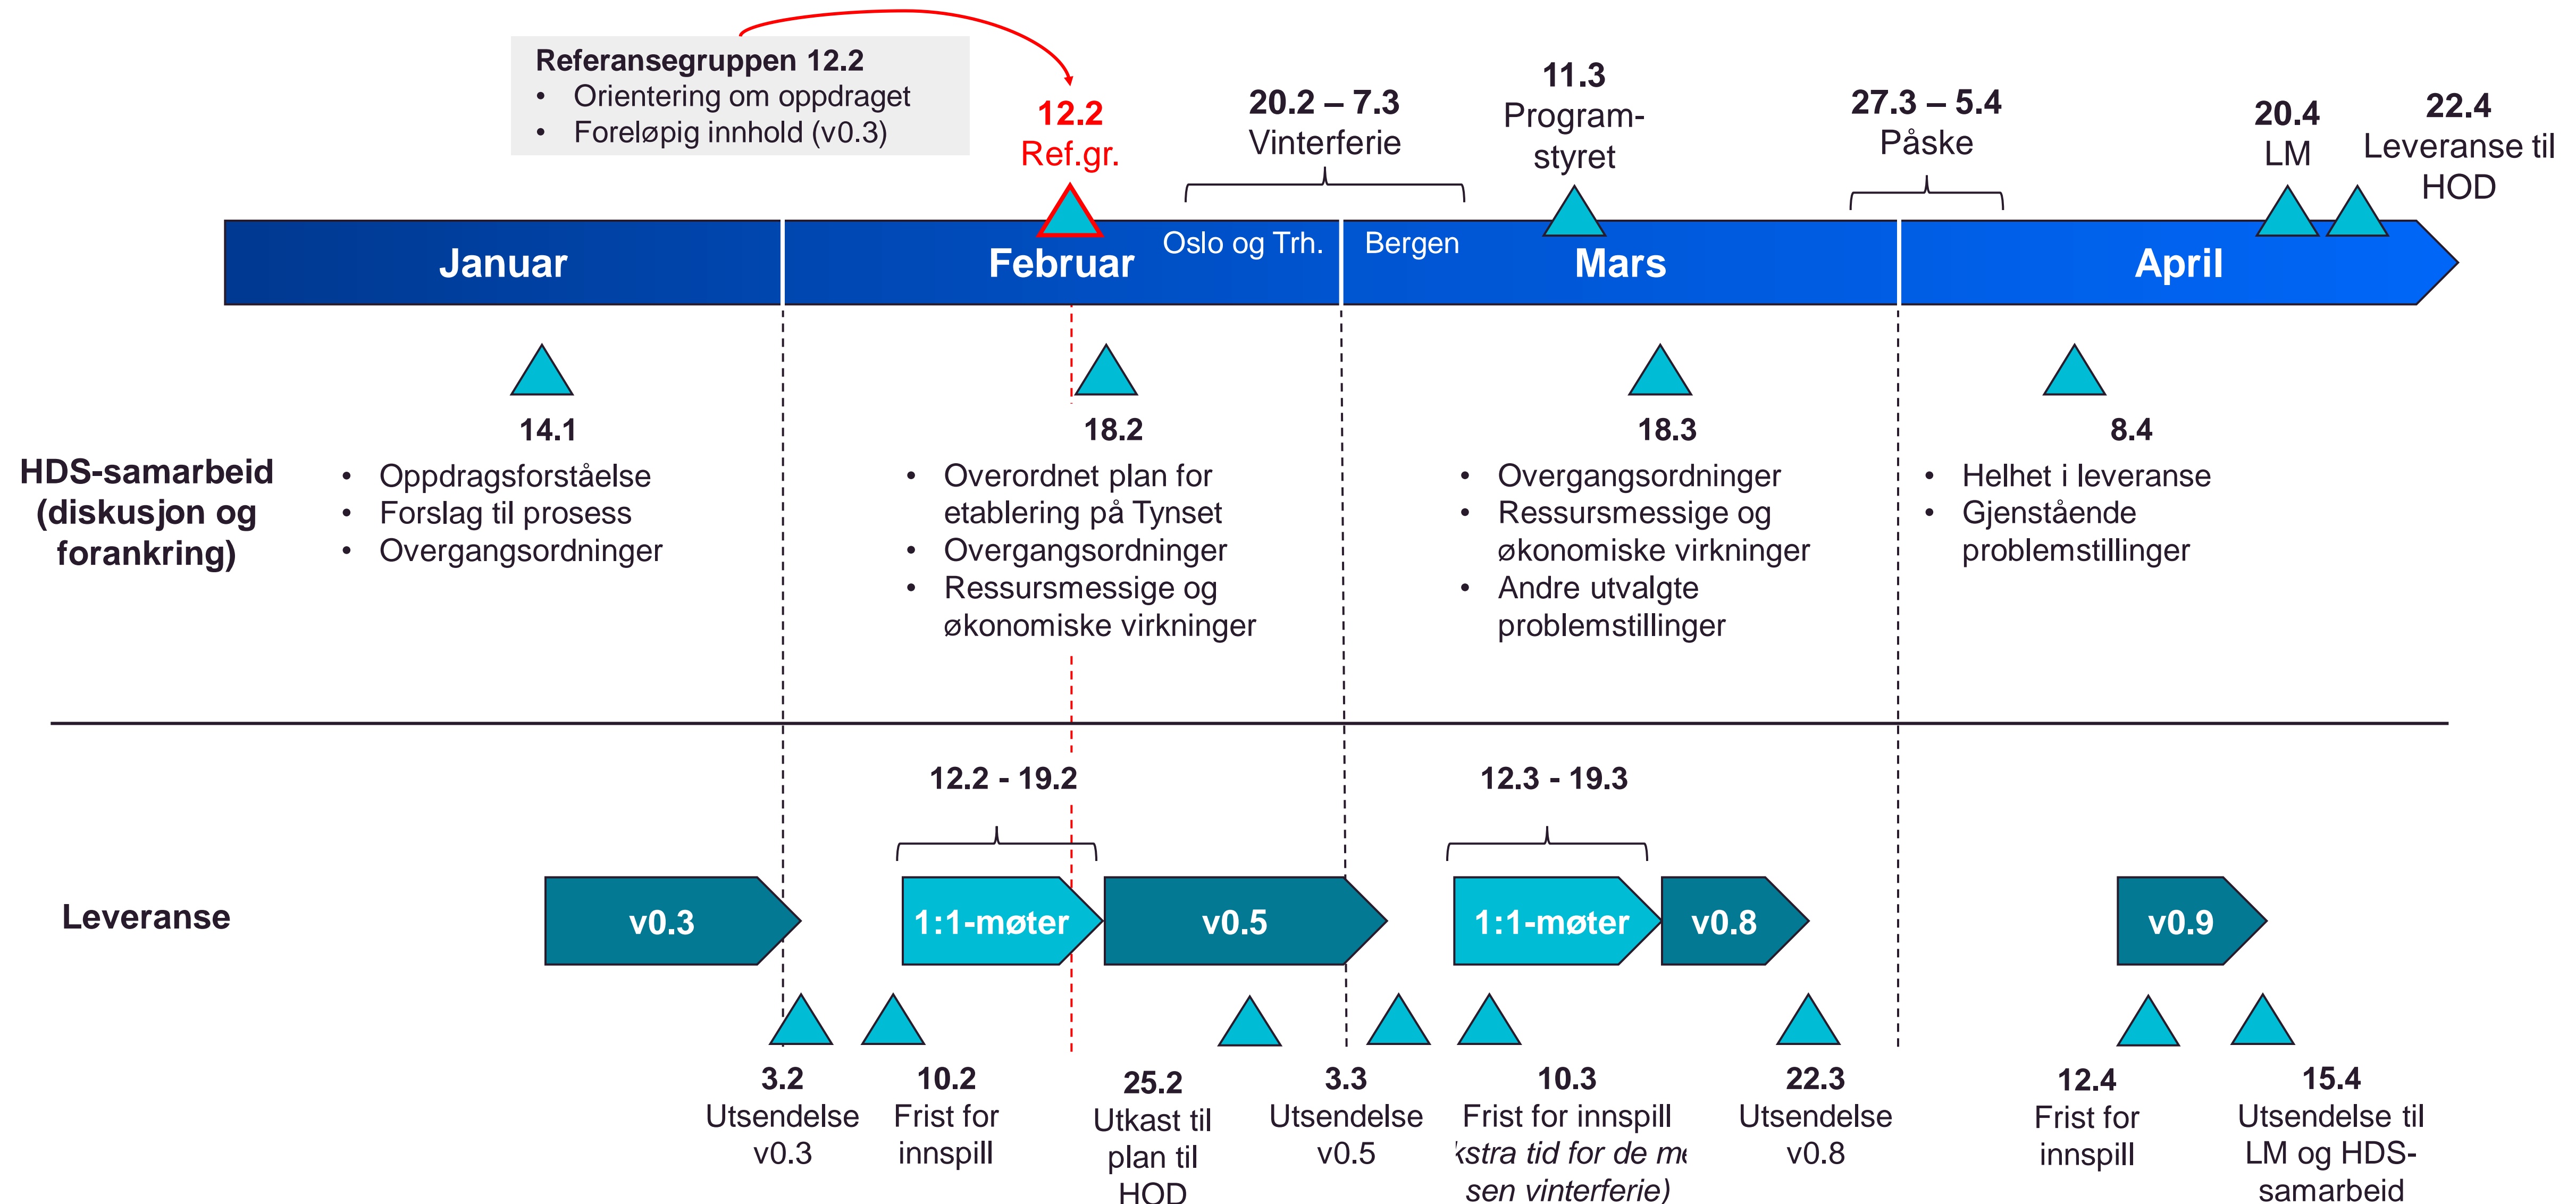 Referansegruppen 12.2
• Orientering om oppdraget
• Foreløpig innhold (v0.3)
12.2
Ref.gr.
20.2 – 7.3
Vinterferie
11.3
Program-
styret
27.3 – 5.4
Påske
20.4
LM
22.4
Leveranse til
HOD
Januar
Februar
Oslo og Trh.
Bergen
Mars
April
HDS-samarbeid
(diskusjon og
forankring)
14.1
• Oppdragsforståelse
• Forslag til prosess
• Overgangsordninger
18.2
• Overordnet plan for
etablering på Tynset
• Overgangsordninger
• Ressursmessige og
økonomiske virkninger
18.3
• Overgangsordninger
• Ressursmessige og
økonomiske virkninger
• Andre utvalgte
problemstillinger
8.4
• Helhet i leveranse
• Gjenstående
problemstillinger
Leveranse
12.2 - 19.2
12.3 - 19.3
v0.3
1:1-møter
v0.5
1:1-møter
v0.8
v0.9
3.2
Utsendelse
v0.3
10.2
Frist for
innspill
25.2
Utkast til
plan til
HOD
3.3
Utsendelse
v0.5
10.3
Frist for innspill
tid for de
sen vinterferie)
22.3
Utsendelse
v0.8
12.4
Frist for
innspill
15.4
Utsendelse til
LM og HDS-
samarbeid